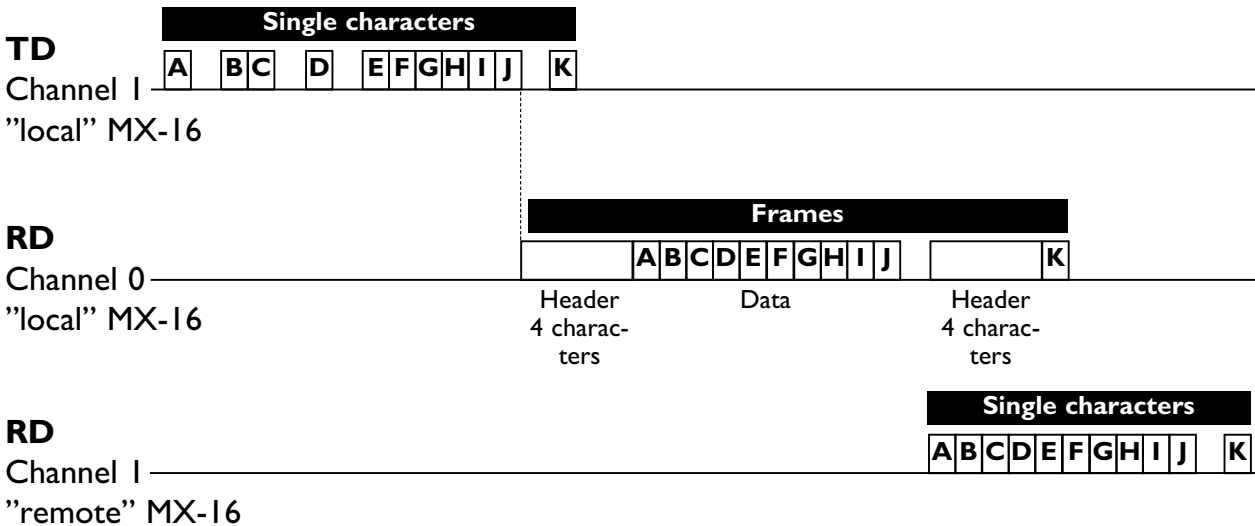 Single characters
TD
A B C D E F G H I J K
Channel 1
”local” MX-16
Frames
RD
A B C D E F G H I J K
Channel 0
”local” MX-16
Header Data Header
4 charac- 4 charac-
ters ters
Single characters
RD
A B C D E F G H I J K
Channel 1
”remote” MX-16